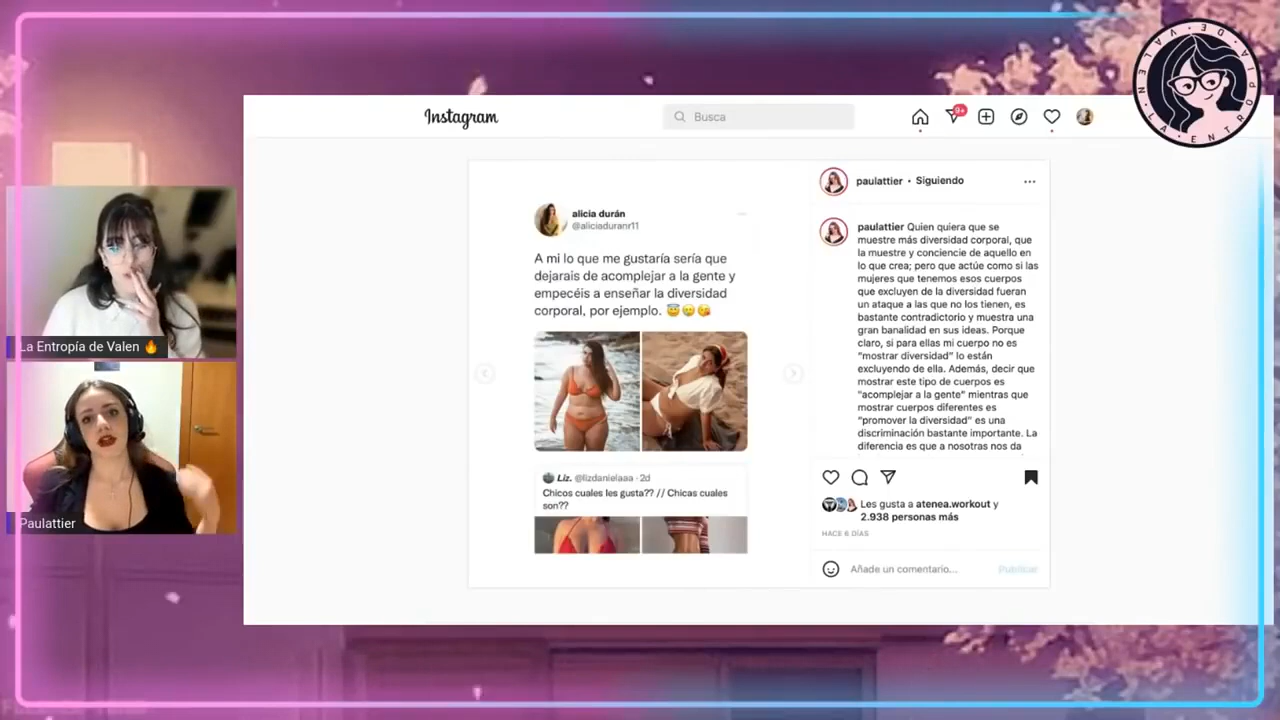 Instagram
Busca
9+
LA ENTROPIA DE VALEN
alicia durán
@aliciaduranr11
A mi lo que me gustaría sería que
dejarais de acomplejar a la gente y
empecéis a enseñar la diversidad
corporal, por ejemplo. 😇🙂😘
Liz. @lizdanielaaa · 2d
Chicos cuales les gusta?? // Chicas cuales
son??
paulattier • Siguiendo
paulattier Quien quiera que se
muestre más diversidad corporal, que
la muestre y conciencie de aquello en
lo que crea; pero que actúe como si las
mujeres que tenemos esos cuerpos
que excluyen de la diversidad fueran
un ataque a las que no los tienen, es
bastante contradictorio y muestra una
gran banalidad en sus ideas. Porque
claro, si para ellas mi cuerpo no es
"mostrar diversidad" lo están
excluyendo de ella. Además, decir que
mostrar este tipo de cuerpos es
"acomplejar a la gente" mientras que
mostrar cuerpos diferentes es
"promover la diversidad" es una
discriminación bastante importante. La
diferencia es que a nosotras nos da
Les gusta a atenea.workout y
2.938 personas más
HACE 6 DÍAS
Añade un comentario...
Publicar
La Entropía de Valen 🔥
Paulattier